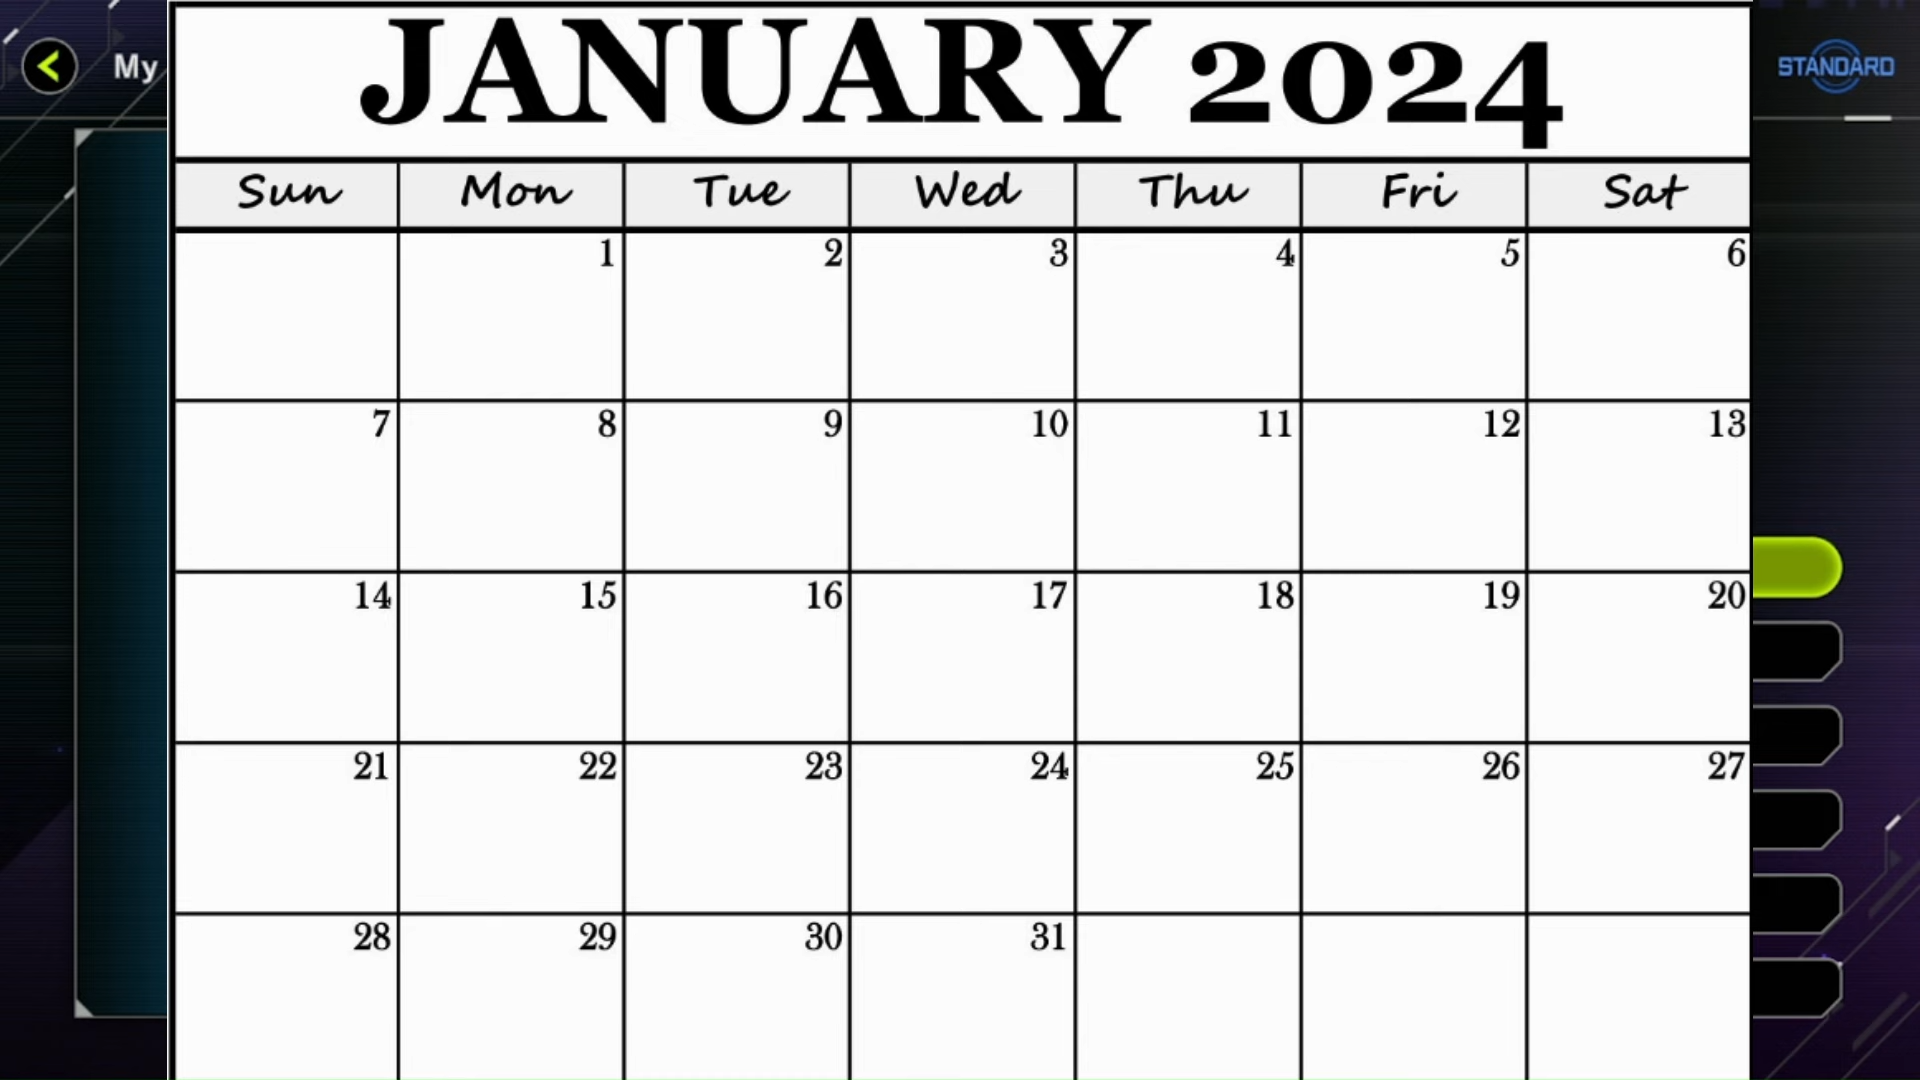 JANUARY 2024
My
STANDARD
Sun Mon Tue Wed Thu Fri Sat
1 2 3 4 5 6
7 8 9 10 11 12 13
14 15 16 17 18 19 20
21 22 23 24 25 26 27
28 29 30 31